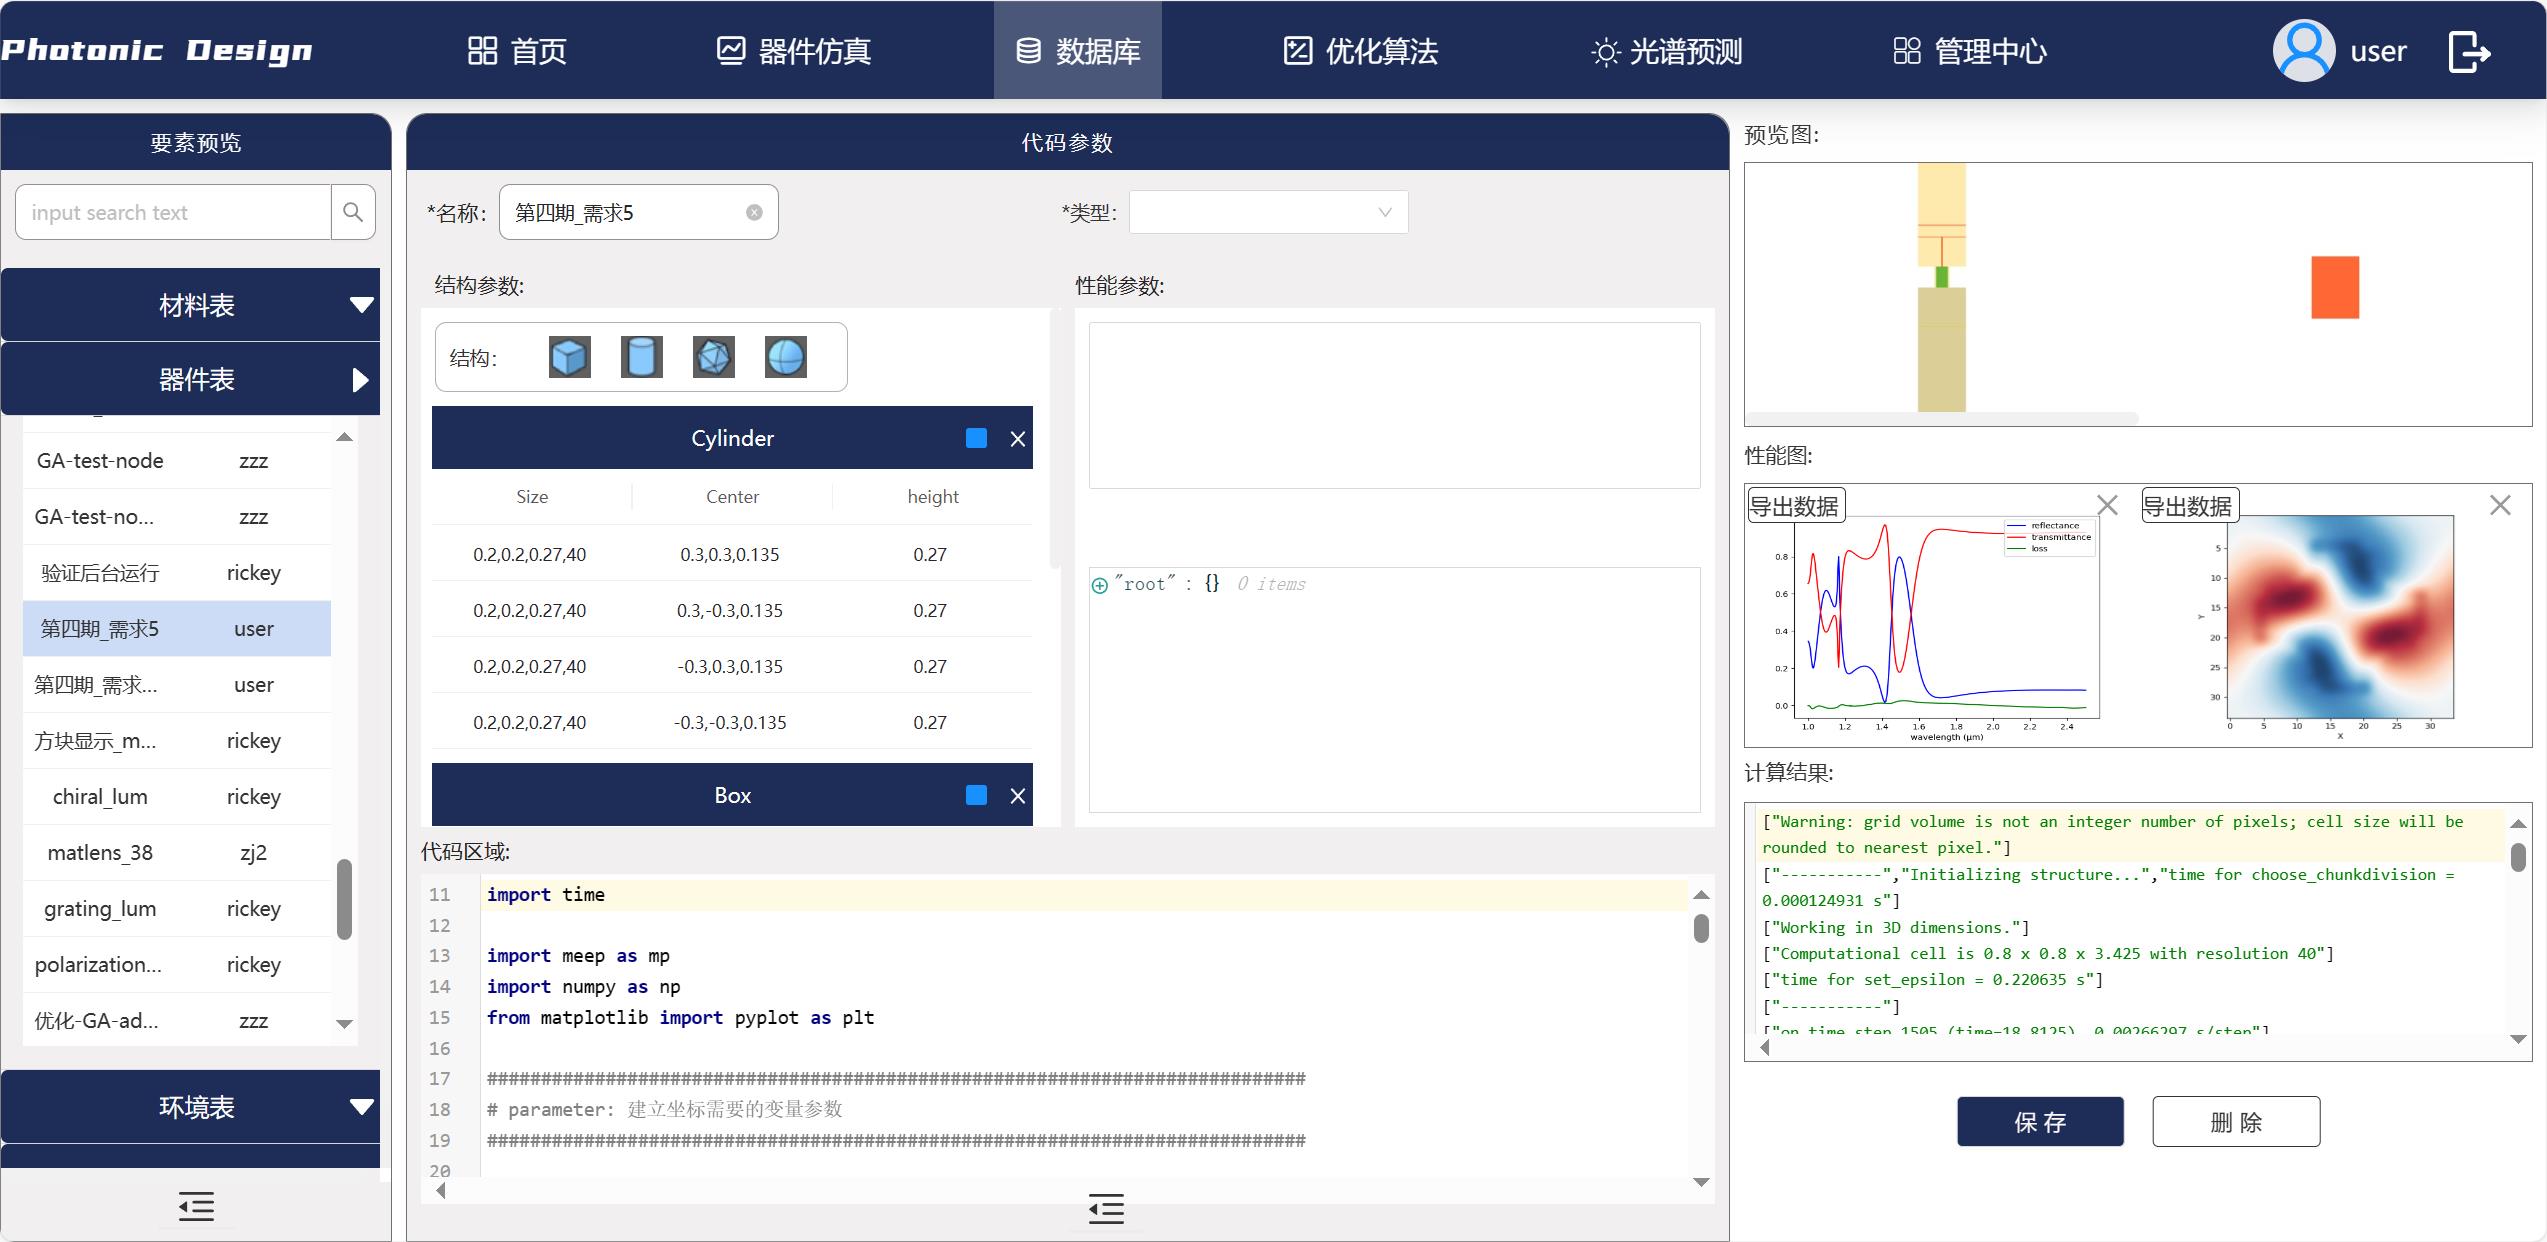 Photonic Design
首页
器件仿真
数据库
优化算法
光谱预测
管理中心
user
要素预览
input search text
材料表
器件表
GA-test-node zzz
GA-test-no... zzz
验证后台运行 rickey
第四期_需求5 user
第四期_需求... user
方块显示_m... rickey
chiral_lum rickey
matlens_38 zj2
grating_lum rickey
polarization... rickey
优化-GA-ad... zzz
环境表
代码参数
*名称: 第四期_需求5
*类型:
结构参数:
结构:
Cylinder
Size Center height
0.2,0.2,0.27,40 0.3,0.3,0.135 0.27
0.2,0.2,0.27,40 0.3,-0.3,0.135 0.27
0.2,0.2,0.27,40 -0.3,0.3,0.135 0.27
0.2,0.2,0.27,40 -0.3,-0.3,0.135 0.27
Box
性能参数:
"root" : {} 0 items
代码区域:
11 import time
12
13 import meep as mp
14 import numpy as np
15 from matplotlib import pyplot as plt
16
17 ############################################################################
18 # parameter: 建立坐标需要的变量参数
19 ############################################################################
20
预览图:
性能图:
导出数据
reflectance
transmittance
loss
0.8
0.6
0.4
0.2
0.0
1.0 1.2 1.4 1.6 1.8 2.0 2.2 2.4
wavelength (μm)
导出数据
5
10
15
20
25
30
Y
0 5 10 15 20 25 30
X
计算结果:
["Warning: grid volume is not an integer number of pixels; cell size will be
rounded to nearest pixel."]
["-----------","Initializing structure...","time for choose_chunkdivision =
0.000124931 s"]
["Working in 3D dimensions."]
["Computational cell is 0.8 x 0.8 x 3.425 with resolution 40"]
["time for set_epsilon = 0.220635 s"]
["-----------"]
["on time step 1505 (time=18.8125), 0.00266297 s/step"]
保存
删除